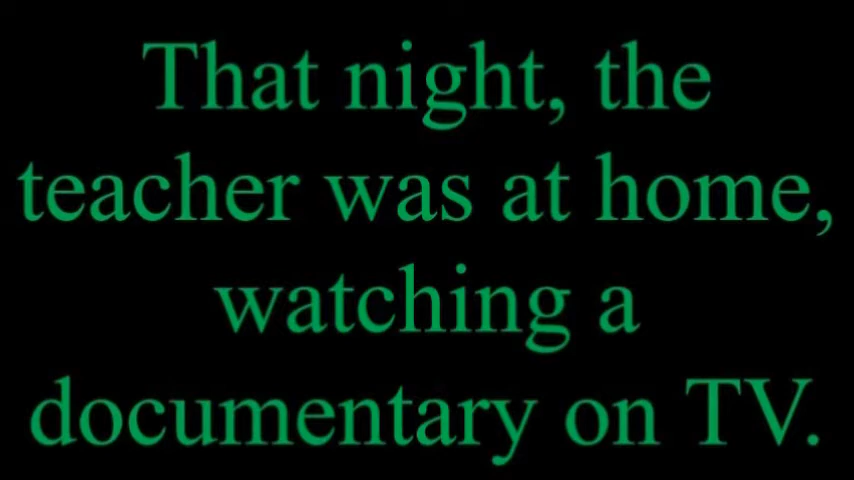 That night, the
teacher was at home,
watching a
documentary on TV.